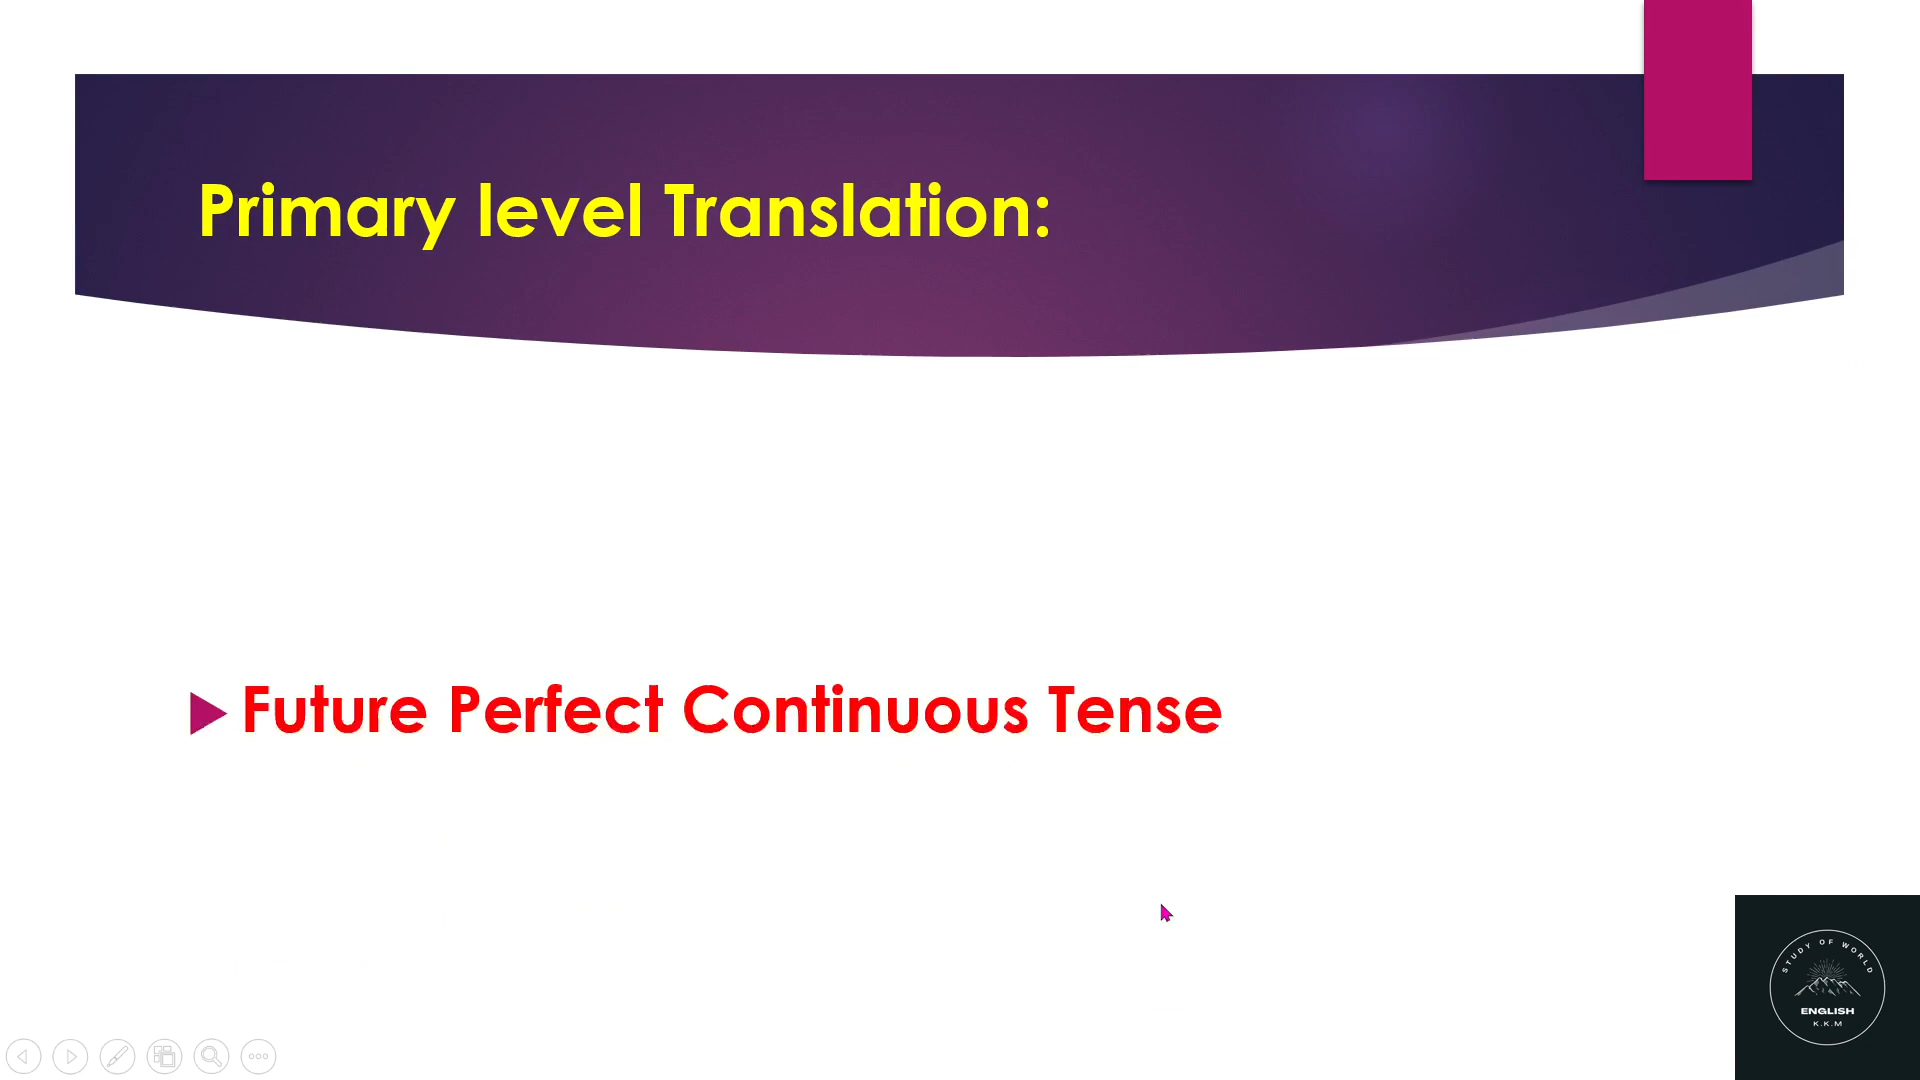 Primary level Translation:
Future Perfect Continuous Tense
STUDY OF WORLD
ENGLISH
K.K.M